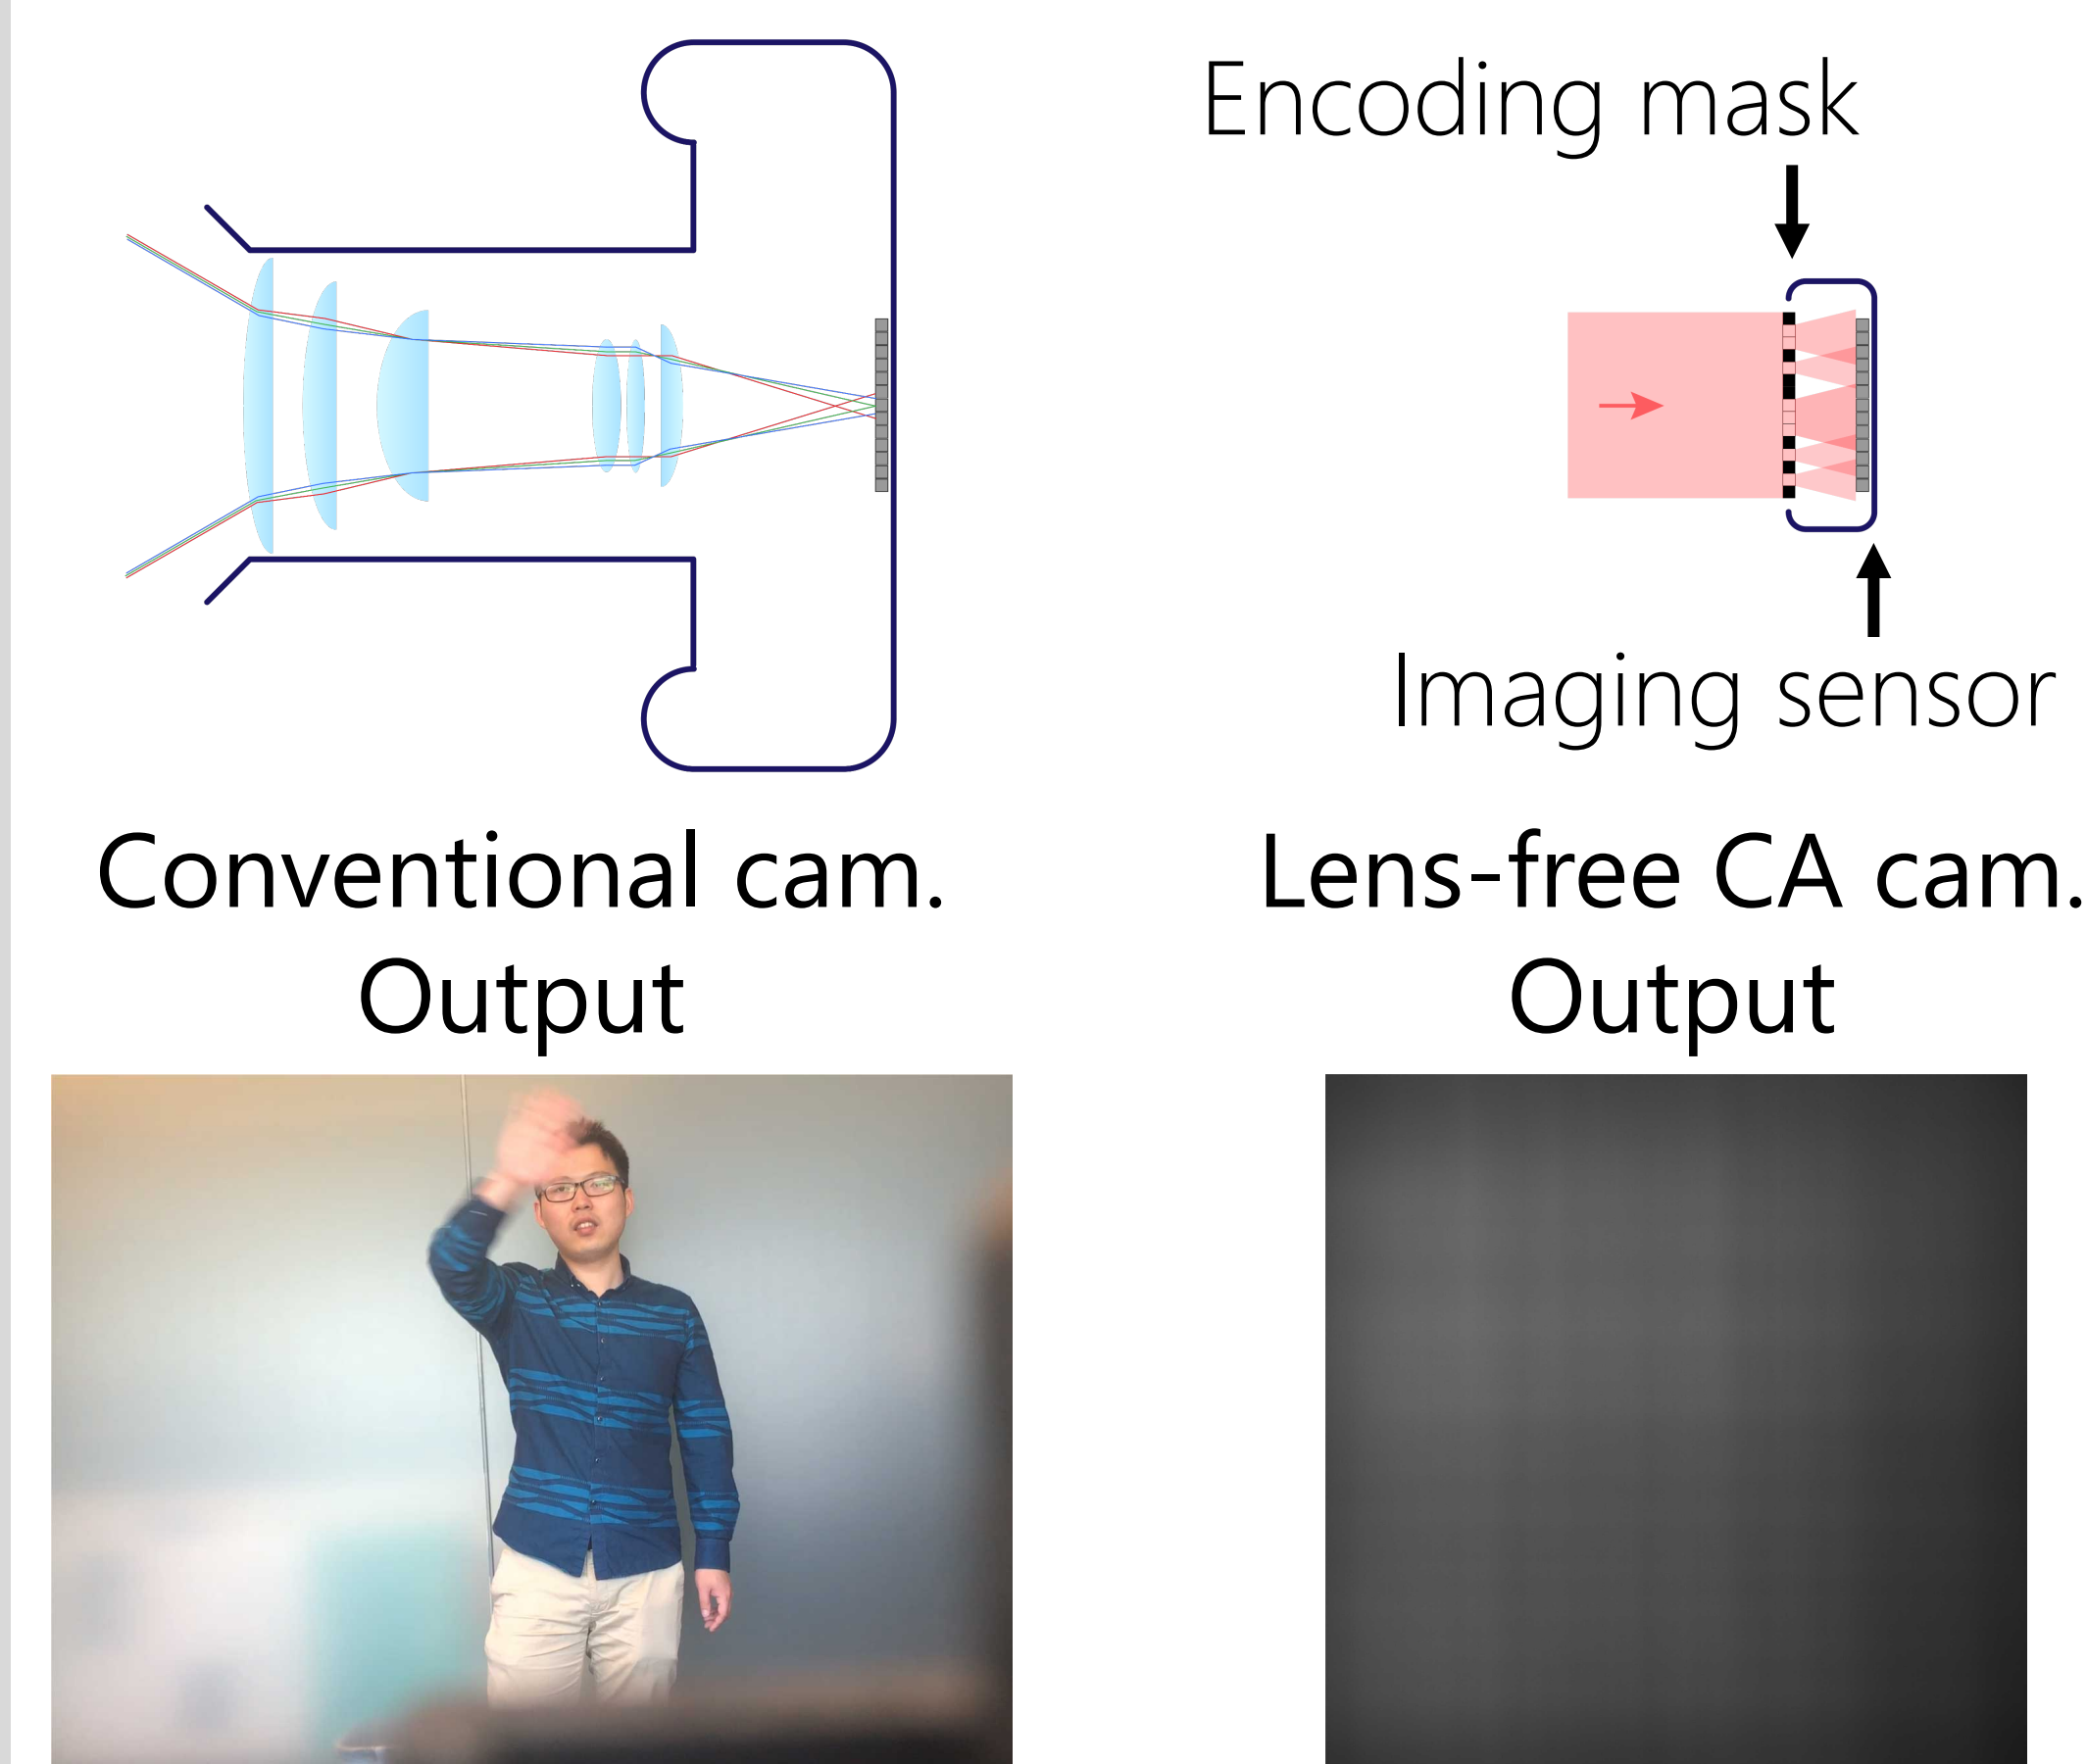 Encoding mask
Imaging sensor
Conventional cam.
Output
Lens-free CA cam.
Output